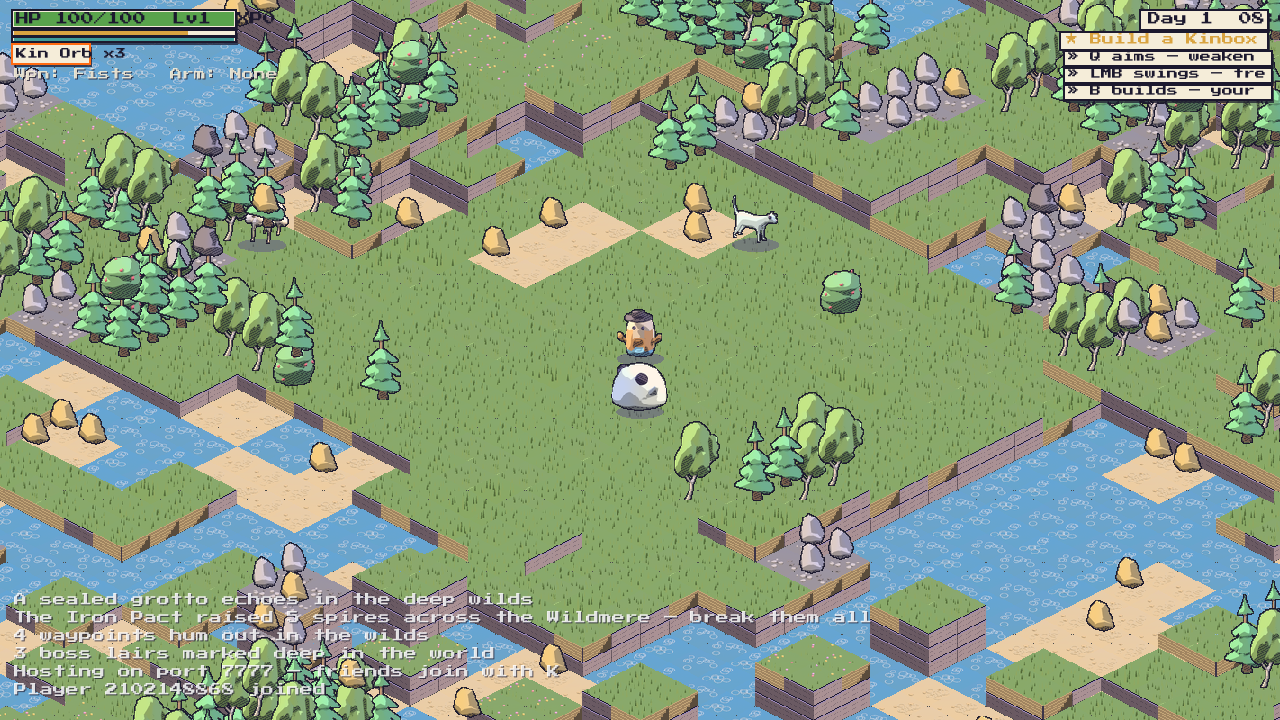 HP 100/100 Lv1 XP0
Kin Orb x3
Wpn: Fists Arm: None
Day 1 08
★ Build a Kinbox
» Q aims — weaken
» LMB swings — tre
» B builds — your
A sealed grotto echoes in the deep wilds
The Iron Pact raised 5 spires across the Wildmere — break them all
4 waypoints hum out in the wilds
3 boss lairs marked deep in the world
Hosting on port 7777 friends join with K
Player 2102148868 joined